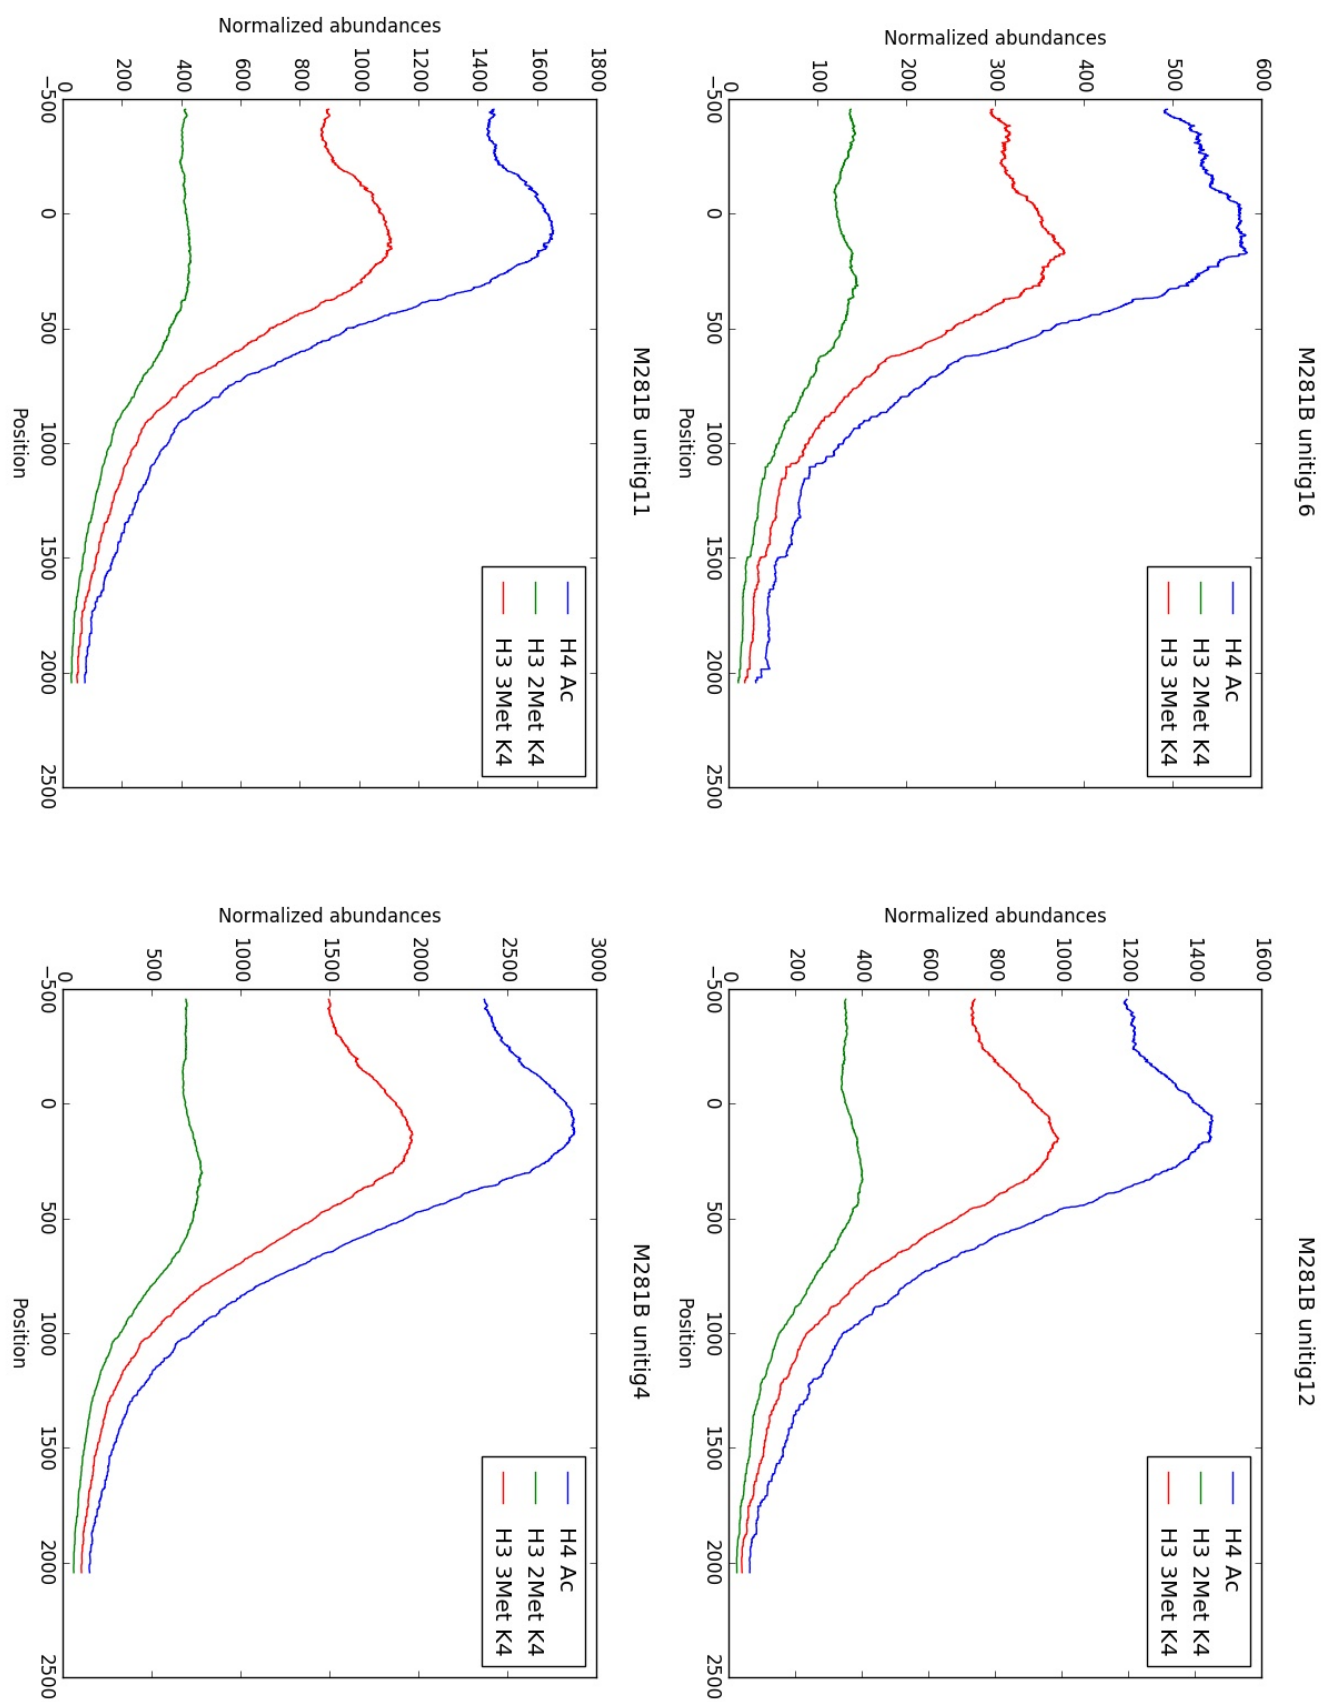 M281B unitig16
Normalized abundances
600
500
400
300
200
100
0
−500 0 500 1000 1500 2000 2500
Position
H4 Ac
H3 2Met K4
H3 3Met K4
M281B unitig12
Normalized abundances
1600
1400
1200
1000
800
600
400
200
0
−500 0 500 1000 1500 2000 2500
Position
H4 Ac
H3 2Met K4
H3 3Met K4
M281B unitig11
Normalized abundances
1800
1600
1400
1200
1000
800
600
400
200
0
−500 0 500 1000 1500 2000 2500
Position
H4 Ac
H3 2Met K4
H3 3Met K4
M281B unitig4
Normalized abundances
3000
2500
2000
1500
1000
500
0
−500 0 500 1000 1500 2000 2500
Position
H4 Ac
H3 2Met K4
H3 3Met K4